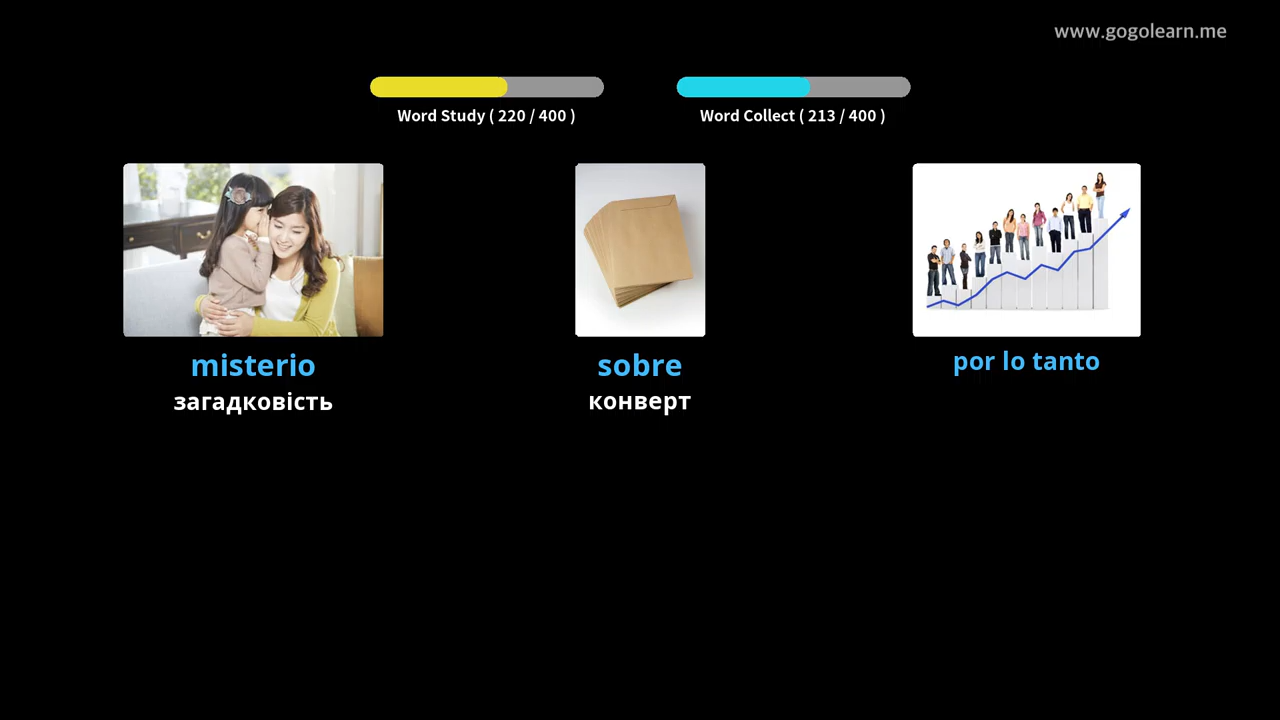 www.gogolearn.me
Word Study ( 220 / 400 )
Word Collect ( 213 / 400 )
misterio
загадковість
sobre
конверт
por lo tanto